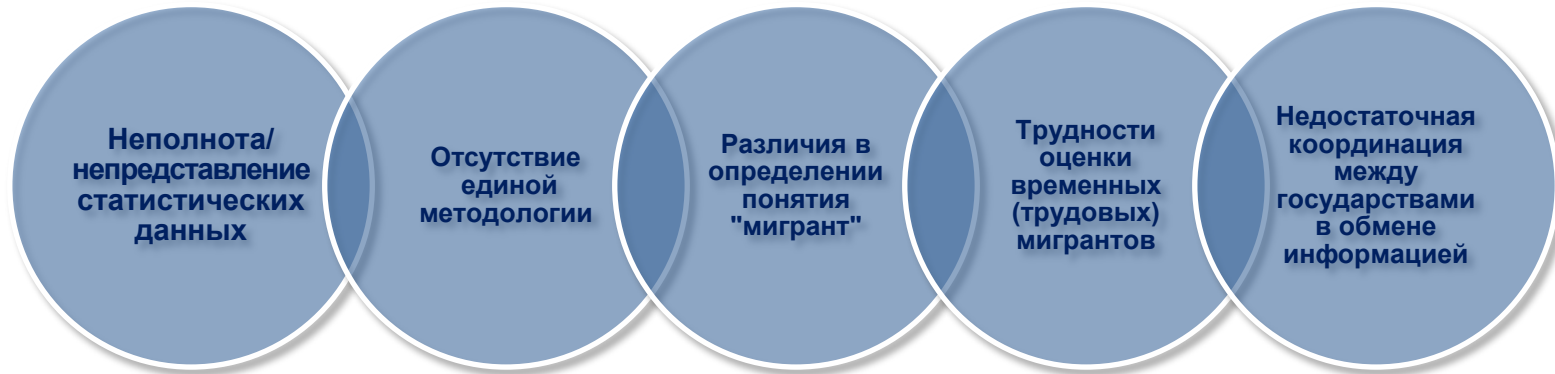 Неполнота/
непредставление
статистических
данных
Отсутствие
единой
методологии
Различия в
определении
понятия
"мигрант"
Трудности
оценки
временных
(трудовых)
мигрантов
Недостаточная
координация
между
государствами
в обмене
информацией